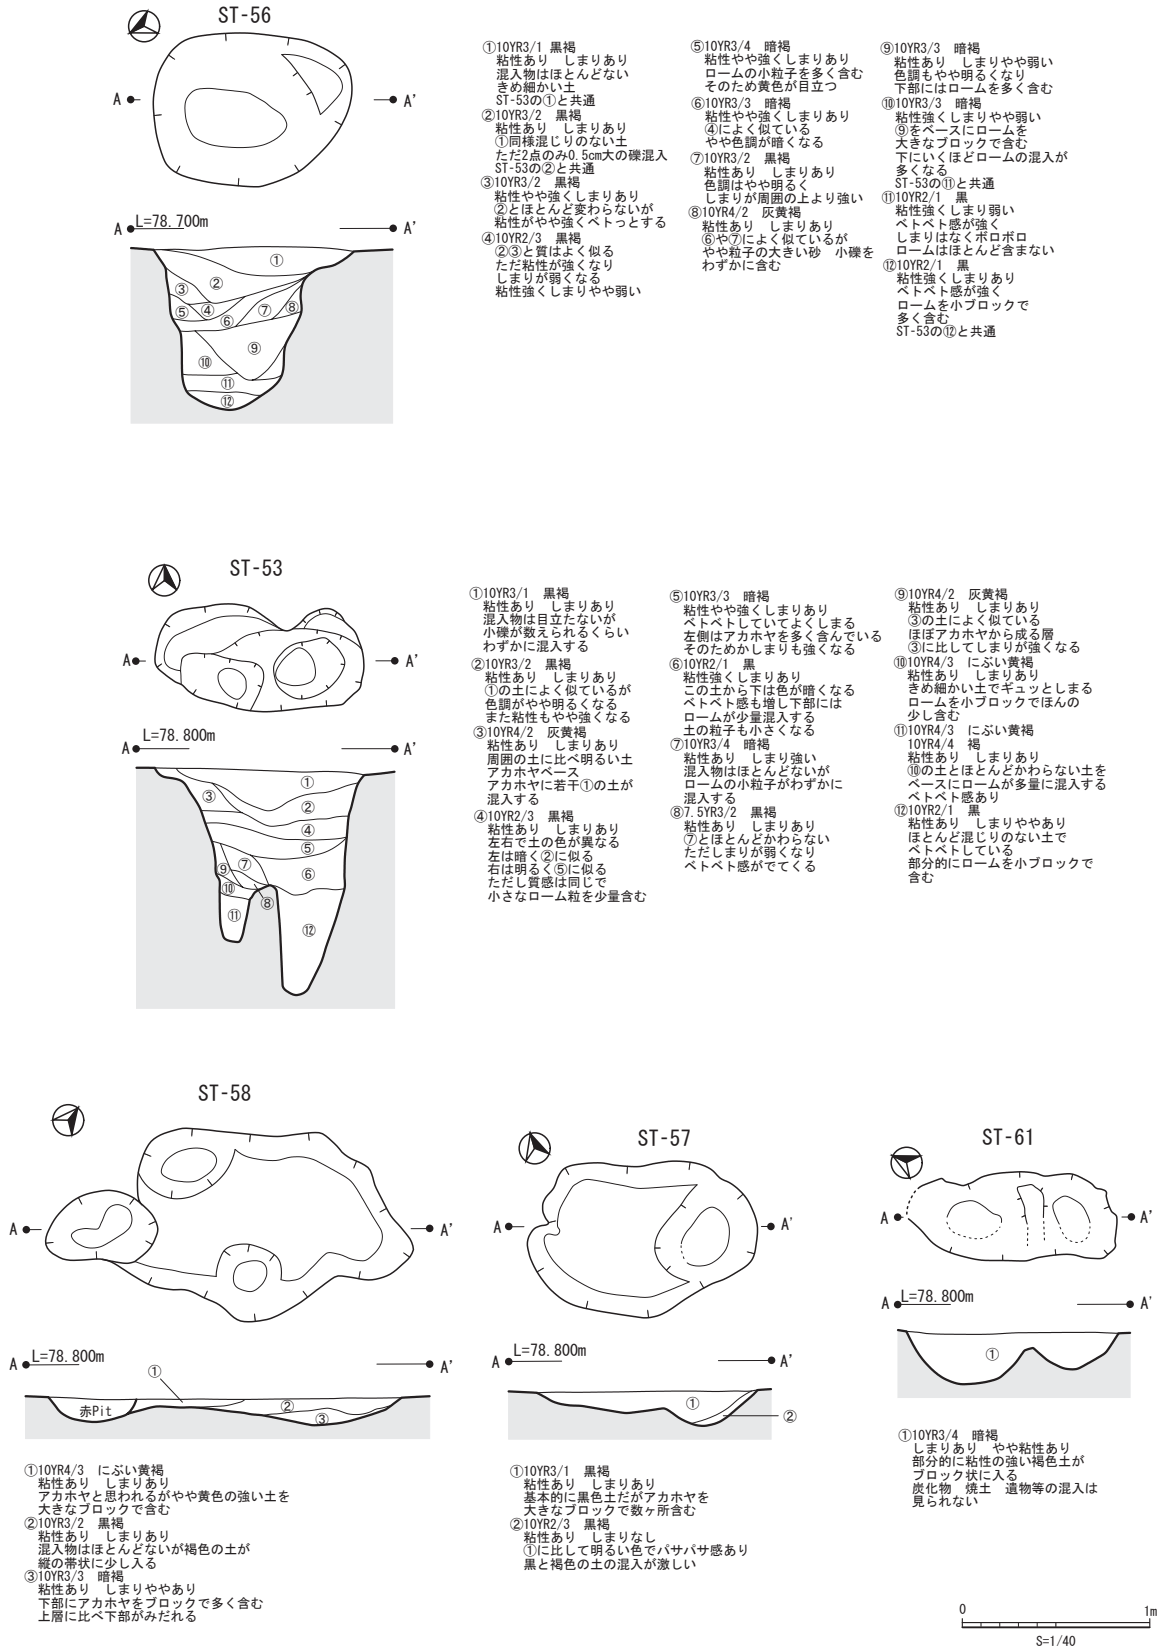 ST-56
A
A'
A
L=78.700m
A'
①
②
③
④
⑤
⑥
⑦
⑧
⑨
⑩
⑪
⑫
①10YR3/1 黒褐
粘性あり しまりあり
混入物はほとんどない
きめ細かい土
ST-53の①と共通
②10YR3/2 黒褐
粘性あり しまりあり
①同様混じりのない土
ただ2点のみ0.5cm大の礫混入
ST-53の②と共通
③10YR3/2 黒褐
粘性やや強くしまりあり
②とほとんど変わらないが
粘性がやや強くベトっとする
④10YR2/3 黒褐
②③と質はよく似る
ただ粘性が強くなり
しまりが弱くなる
粘性強くしまりやや弱い
⑤10YR3/4 暗褐
粘性やや強くしまりあり
ロームの小粒子を多く含む
そのため黄色が目立つ
⑥10YR3/3 暗褐
粘性やや強くしまりあり
④によく似ている
やや色調が暗くなる
⑦10YR3/2 黒褐
粘性あり しまりあり
色調はやや明るく
しまりが周囲の上より強い
⑧10YR4/2 灰黄褐
粘性あり しまりあり
⑥や⑦によく似ているが
やや粒子の大きい砂 小礫を
わずかに含む
⑨10YR3/3 暗褐
粘性あり しまりやや弱い
色調もやや明るくなり
下部にはロームを多く含む
⑩10YR3/3 暗褐
粘性強くしまりやや弱い
⑨をベースにロームを
大きなブロックで含む
下にいくほどロームの混入が
多くなる
ST-53の⑪と共通
⑪10YR2/1 黒
粘性強くしまり弱い
ベトベト感が強く
しまりはなくボロボロ
ロームはほとんど含まない
⑫10YR2/1 黒
粘性強くしまりあり
ベトベト感が強く
ロームを小ブロックで
多く含む
ST-53の⑫と共通
ST-53
A
A'
A
L=78.800m
A'
①
②
③
④
⑤
⑥
⑦
⑧
⑨
⑩
⑪
⑫
①10YR3/1 黒褐
粘性あり しまりあり
混入物は目立たないが
小礫が数えられるくらい
わずかに混入する
②10YR3/2 黒褐
粘性あり しまりあり
①の土によく似ているが
色調がやや明るくなる
また粘性もやや強くなる
③10YR4/2 灰黄褐
粘性あり しまりあり
周囲の土に比べ明るい土
アカホヤベース
アカホヤに若干①の土が
混入する
④10YR2/3 黒褐
粘性あり しまりあり
左右で土の色が異なる
左は暗く②に似る
右は明るく⑤に似る
ただし質感は同じで
小さなローム粒を少量含む
⑤10YR3/3 暗褐
粘性やや強くしまりあり
ベトベトしていてよくしまる
左側はアカホヤを多く含んでいる
そのためかしまりも強くなる
⑥10YR2/1 黒
粘性強くしまりあり
この土から下は色が暗くなる
ベトベト感も増し下部には
ロームが少量混入する
土の粒子も小さくなる
⑦10YR3/4 暗褐
粘性あり しまり強い
混入物はほとんどないが
ロームの小粒子がわずかに
混入する
⑧7.5YR3/2 黒褐
粘性あり しまりあり
⑦とほとんどかわらない
ただしまりが弱くなり
ベトベト感がでてくる
⑨10YR4/2 灰黄褐
粘性あり しまりあり
③の土によく似ている
ほぼアカホヤから成る層
③に比してしまりが強くなる
⑩10YR4/3 にぶい黄褐
粘性あり しまりあり
きめ細かい土でギュッとしまる
ロームを小ブロックでほんの
少し含む
⑪10YR4/3 にぶい黄褐
10YR4/4 褐
粘性あり しまりあり
⑩の土とほとんどかわらない土を
ベースにロームが多量に混入する
ベトベト感あり
⑫10YR2/1 黒
粘性あり しまりややあり
ほとんど混じりのない土で
ベトベトしている
部分的にロームを小ブロックで
含む
ST-58
A
A'
A
L=78.800m
A'
①
②
③
赤Pit
①10YR4/3 にぶい黄褐
粘性あり しまりあり
アカホヤと思われるがやや黄色の強い土を
大きなブロックで含む
②10YR3/2 黒褐
粘性あり しまりあり
混入物はほとんどないが褐色の土が
縦の帯状に少し入る
③10YR3/3 暗褐
粘性あり しまりややあり
下部にアカホヤをブロックで多く含む
上層に比べ下部がみだれる
ST-57
A
A'
A
L=78.800m
A'
①
②
①10YR3/1 黒褐
粘性あり しまりあり
基本的に黒色土だがアカホヤを
大きなブロックで数ヶ所含む
②10YR2/3 黒褐
粘性あり しまりなし
①に比して明るい色でパサパサ感あり
黒と褐色の土の混入が激しい
ST-61
A
A'
A
L=78.800m
A'
①
①10YR3/4 暗褐
しまりあり やや粘性あり
部分的に粘性の強い褐色土が
ブロック状に入る
炭化物 焼土 遺物等の混入は
見られない
0
1m
S=1/40